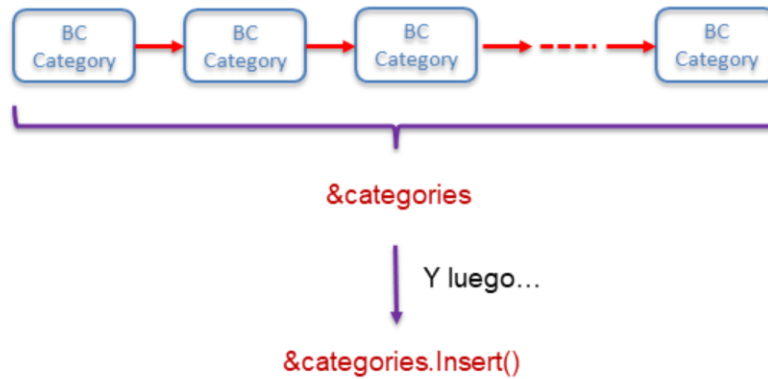 BC
Category
BC
Category
BC
Category
BC
Category
&categories
Y luego...
&categories.Insert()